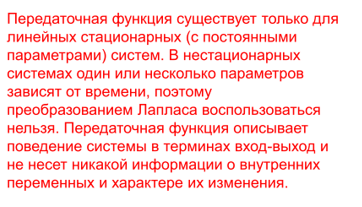 Передаточная функция существует только для
линейных стационарных (с постоянными
параметрами) систем. В нестационарных
системах один или несколько параметров
зависят от времени, поэтому
преобразованием Лапласа воспользоваться
нельзя. Передаточная функция описывает
поведение системы в терминах вход-выход и
не несет никакой информации о внутренних
переменных и характере их изменения.